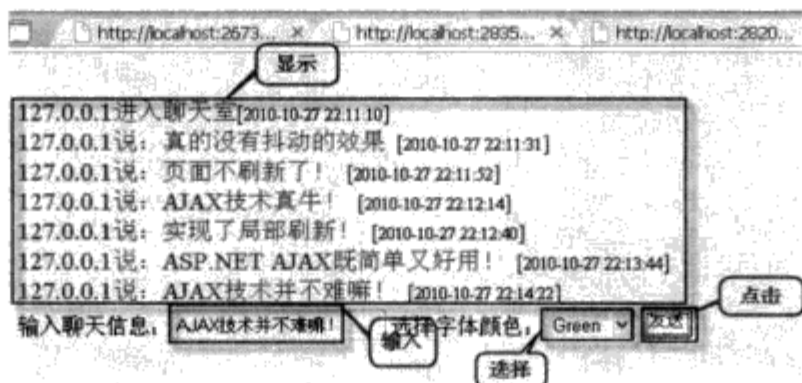 http://localhost:2673... × http://localhost:2835... × http://localhost:2820...
显示
127.0.0.1进入聊天室[2010-10-27 22:11:10]
127.0.0.1说：真的没有抖动的效果 [2010-10-27 22:11:31]
127.0.0.1说：页面不刷新了！ [2010-10-27 22:11:52]
127.0.0.1说：AJAX技术真牛！ [2010-10-27 22:12:14]
127.0.0.1说：实现了局部刷新！ [2010-10-27 22:12:40]
127.0.0.1说：ASP.NET AJAX既简单又好用！ [2010-10-27 22:13:44]
127.0.0.1说：AJAX技术并不难嘛！ [2010-10-27 22:14:22]
点击
输入聊天信息： AJAX技术并不难嘛！ 选择字体颜色： Green 发送
输入
选择